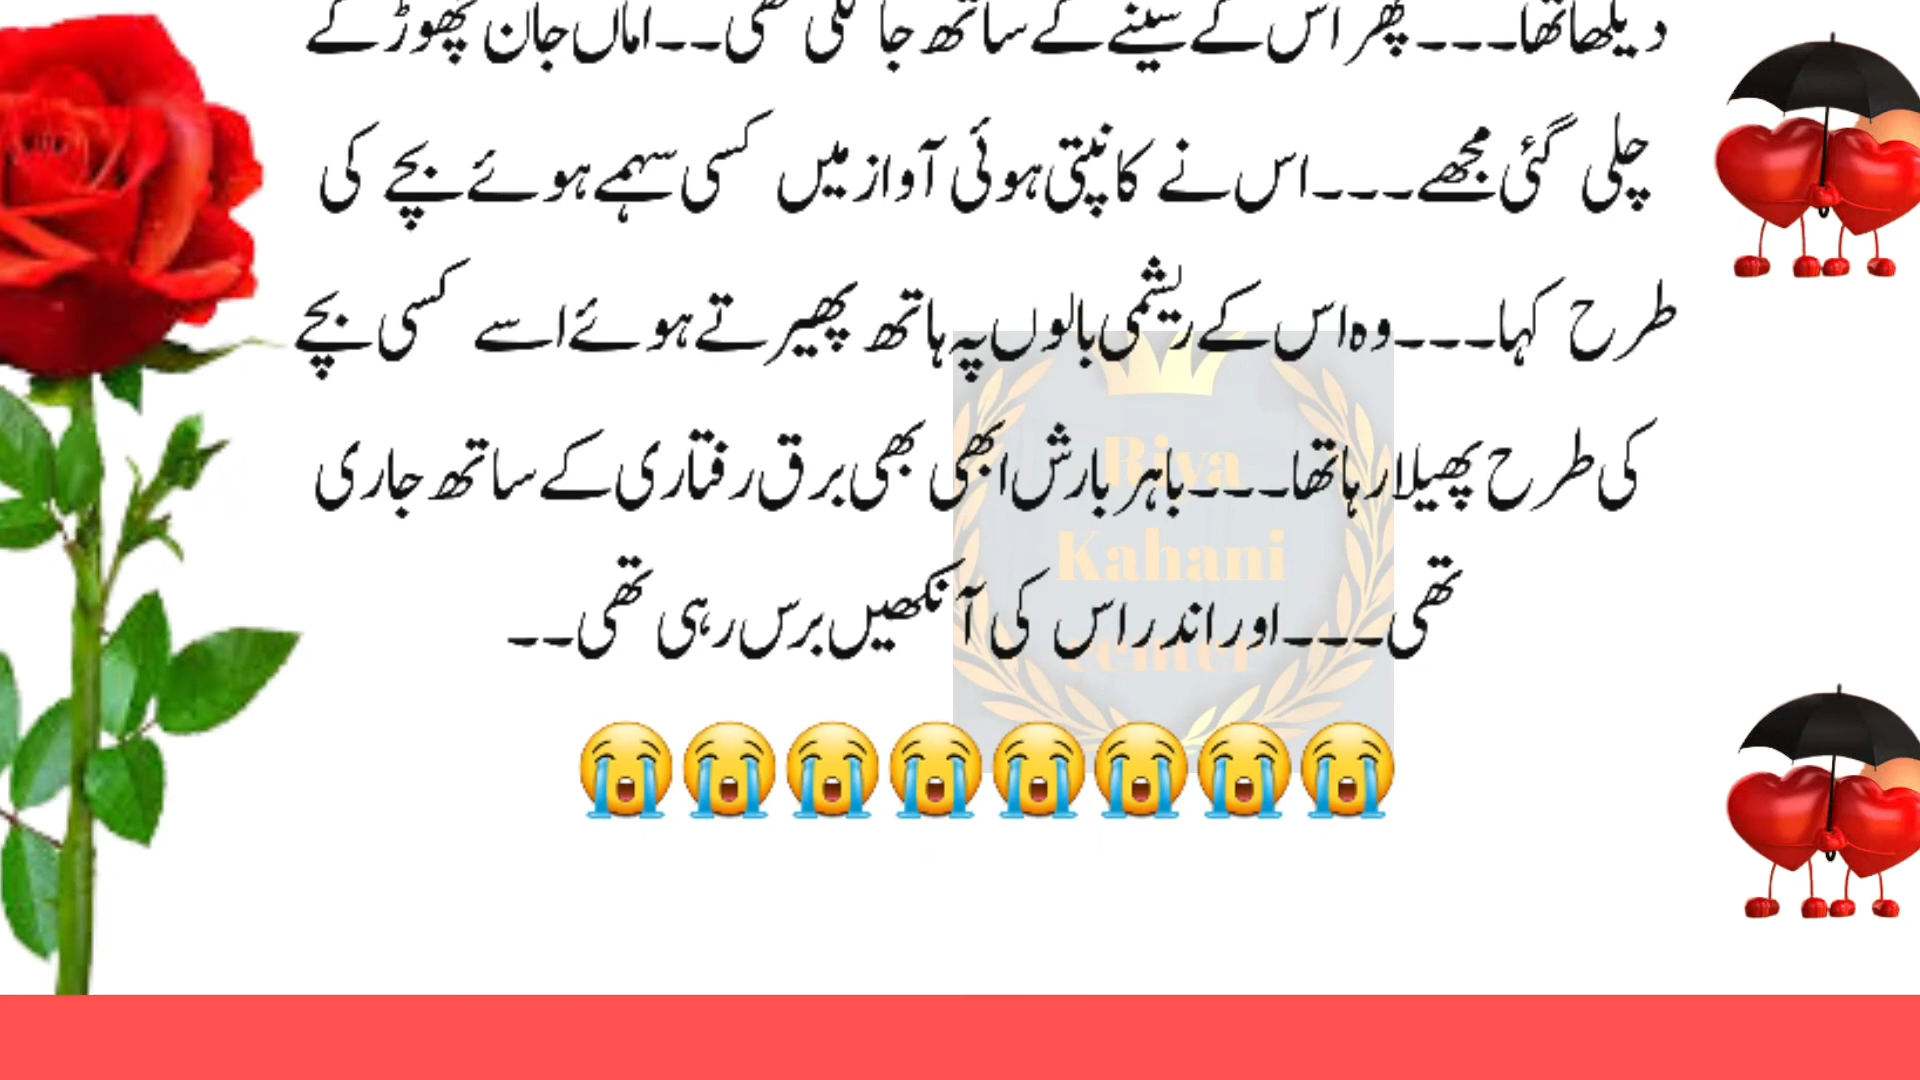 دیکھا تھا۔۔۔ پھر اس کے سینے کے ساتھ جا لگی تھی۔۔ اماں جان چھوڑ کے
چلی گئی مجھے۔۔۔ اس نے کانپتی ہوئی آواز میں کسی سہمے ہوئے بچے کی
طرح کہا۔۔۔ وہ اس کے ریشمی بالوں پہ ہاتھ پھیرتے ہوئے اسے کسی بچے
کی طرح پھیلا رہا تھا۔۔۔ باہر بارش ابھی بھی برق رفتاری کے ساتھ جاری
تھی۔۔۔ اور اندر اس کی آنکھیں برس رہی تھی۔۔
😭😭😭😭😭😭😭😭
Riya
Kahani
center